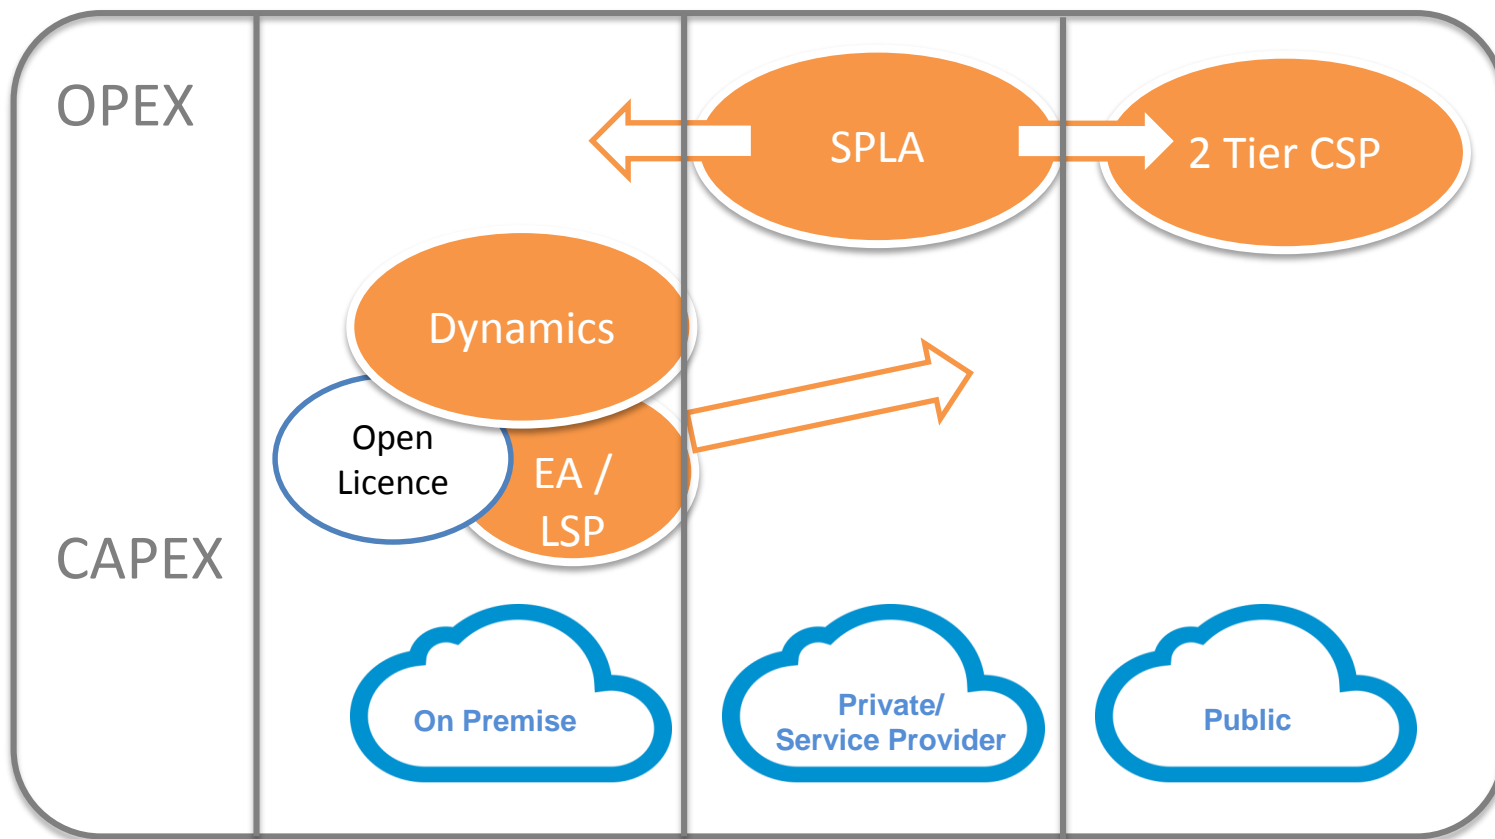 OPEX
SPLA
2 Tier CSP
Dynamics
Open
Licence
EA /
LSP
CAPEX
On Premise
Private/
Service Provider
Public